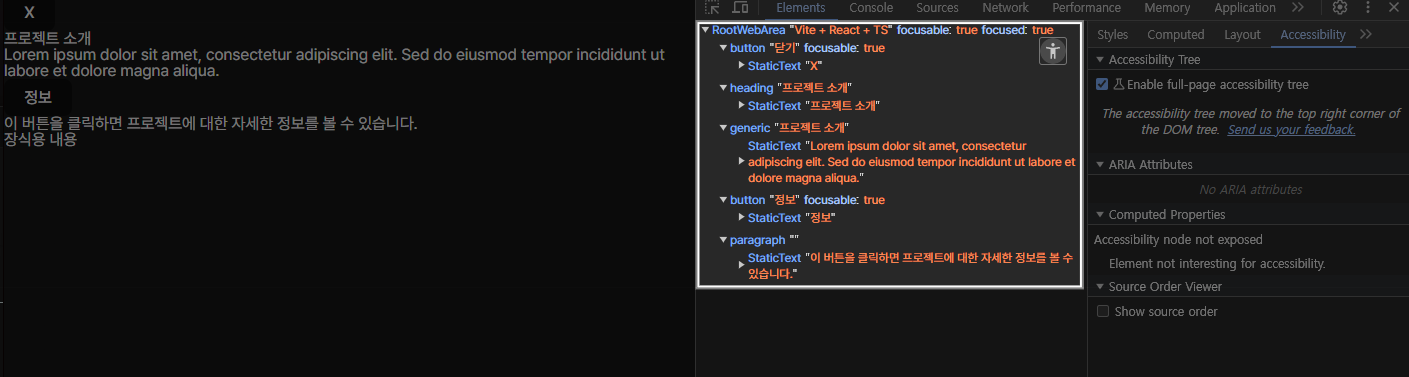 X
프로젝트 소개
Lorem ipsum dolor sit amet, consectetur adipiscing elit. Sed do eiusmod tempor incididunt ut
labore et dolore magna aliqua.
정보
이 버튼을 클릭하면 프로젝트에 대한 자세한 정보를 볼 수 있습니다.
장식용 내용
Elements Console Sources Network Performance Memory Application
RootWebArea "Vite + React + TS" focusable: true focused: true
button "닫기" focusable: true
StaticText "X"
heading "프로젝트 소개"
StaticText "프로젝트 소개"
generic "프로젝트 소개"
StaticText "Lorem ipsum dolor sit amet, consectetur
adipiscing elit. Sed do eiusmod tempor incididunt ut labore et
dolore magna aliqua."
button "정보" focusable: true
StaticText "정보"
paragraph ""
StaticText "이 버튼을 클릭하면 프로젝트에 대한 자세한 정보를 볼 수
있습니다."
Styles Computed Layout Accessibility
Accessibility Tree
Enable full-page accessibility tree
The accessibility tree moved to the top right corner of
the DOM tree. Send us your feedback.
ARIA Attributes
No ARIA attributes
Computed Properties
Accessibility node not exposed
Element not interesting for accessibility.
Source Order Viewer
Show source order